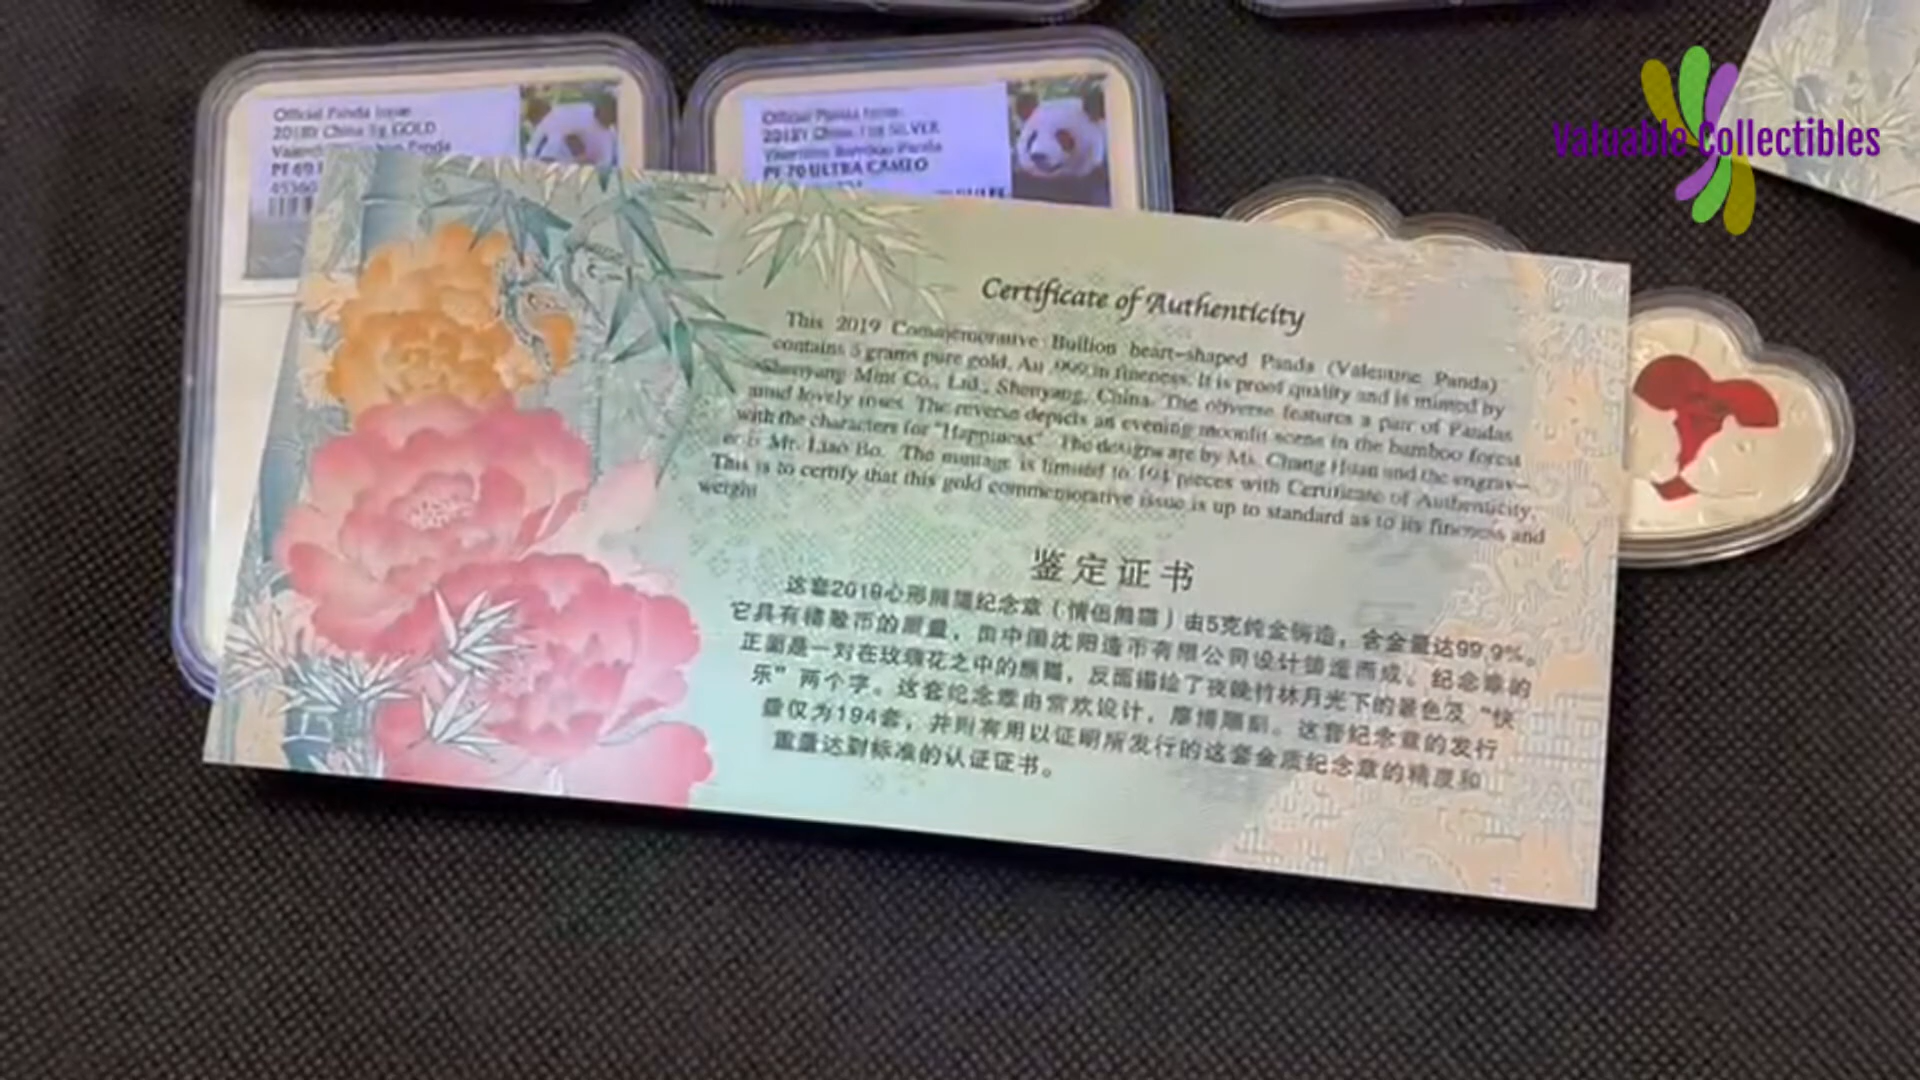 Official Panda Issue
2018Y China 5g GOLD
Panda
PF 69
Official Panda Issue
2018Y China SILVER
Valentine Bamboo Panda
PF 70 ULTRA CAMEO
Valuable Collectibles
Certificate of Authenticity
This 2019 Commemorative Bullion heart-shaped Panda (Valentine Panda)
contains 5 grams pure gold, Au .999 in fineness. It is proof quality and is minted by
Shenyang Mint Co., Ltd., Shenyang, China. The obverse features a pair of Pandas
amid lovely roses. The reverse depicts an evening moonlit scene in the bamboo forest
with the characters for "Happiness". The designs are by Ms. Chang Huan and the engrav-
er is Mr. Liao Bo. The mintage is limited to 194 pieces with Certificate of Authenticity.
This is to certify that this gold commemorative issue is up to standard as to its fineness and
weight
鉴定证书
这套2019心形熊猫纪念章（情侣熊猫）由5克纯金铸造，含金量达99.9%。
它具有精制币的质量，由中国沈阳造币有限公司设计铸造而成。纪念章的
正面是一对在玫瑰花之中的熊猫，反面描绘了夜晚竹林月光下的景色及“快
乐”两个字。这套纪念章由常欢设计，廖博雕刻。这套纪念章的发行
量仅为194套，并附有用以证明所发行的这套金质纪念章的精度和
重量达到标准的认证证书。